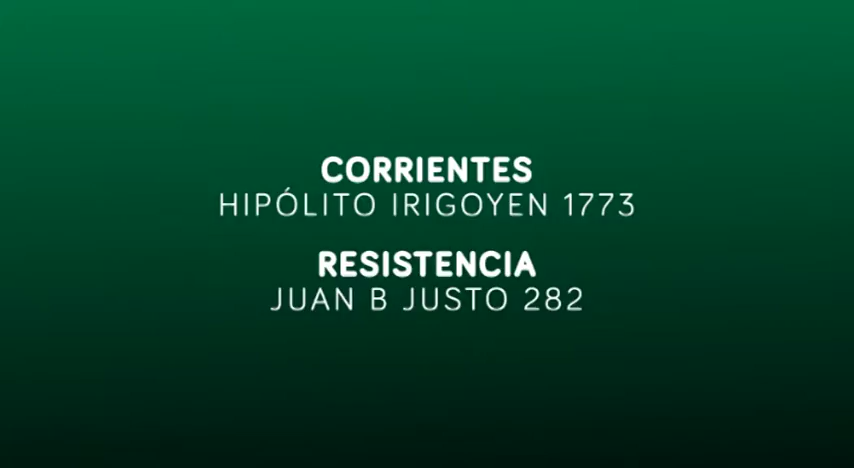 CORRIENTES
HIPÓLITO IRIGOYEN 1773
RESISTENCIA
JUAN B JUSTO 282